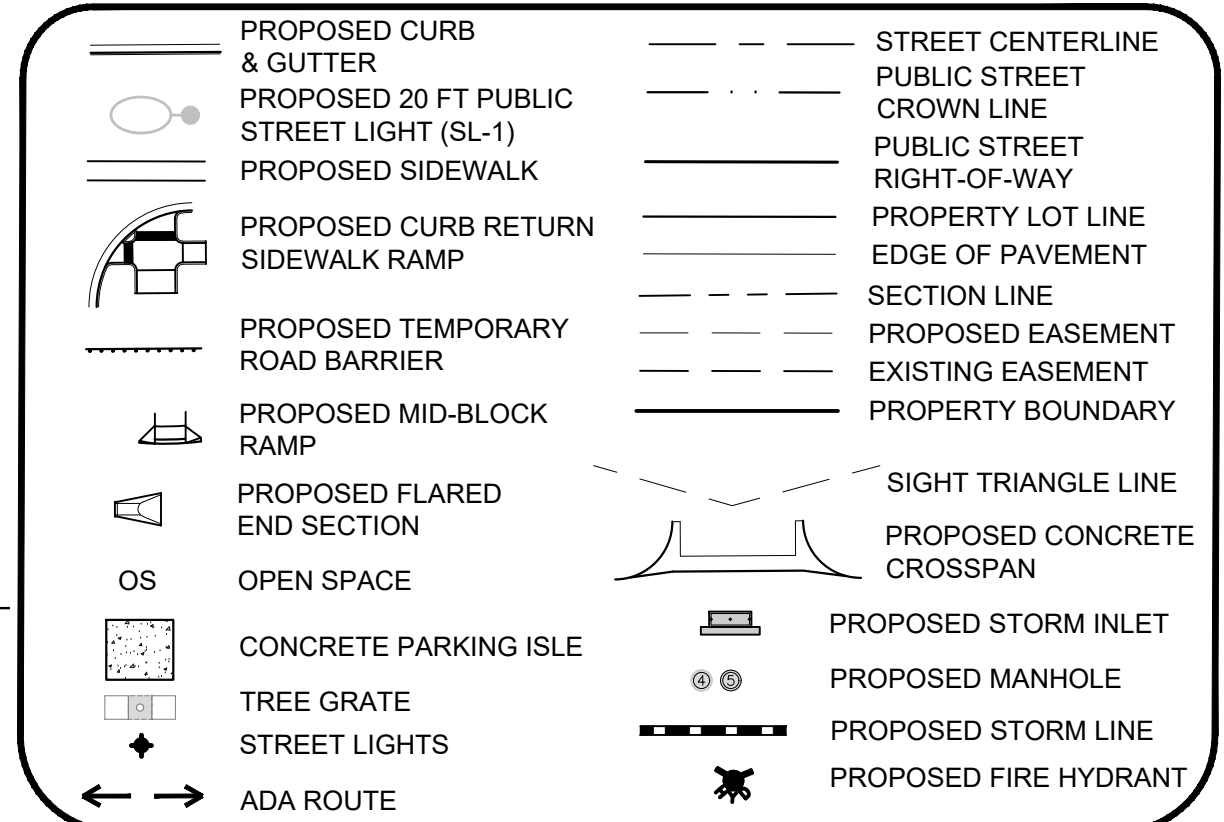 PROPOSED CURB
& GUTTER
PROPOSED 20 FT PUBLIC
STREET LIGHT (SL-1)
PROPOSED SIDEWALK
PROPOSED CURB RETURN
SIDEWALK RAMP
PROPOSED TEMPORARY
ROAD BARRIER
PROPOSED MID-BLOCK
RAMP
PROPOSED FLARED
END SECTION
OS OPEN SPACE
CONCRETE PARKING ISLE
TREE GRATE
STREET LIGHTS
ADA ROUTE
STREET CENTERLINE
PUBLIC STREET
CROWN LINE
PUBLIC STREET
RIGHT-OF-WAY
PROPERTY LOT LINE
EDGE OF PAVEMENT
SECTION LINE
PROPOSED EASEMENT
EXISTING EASEMENT
PROPERTY BOUNDARY
SIGHT TRIANGLE LINE
PROPOSED CONCRETE
CROSSPAN
PROPOSED STORM INLET
4 5 PROPOSED MANHOLE
PROPOSED STORM LINE
PROPOSED FIRE HYDRANT